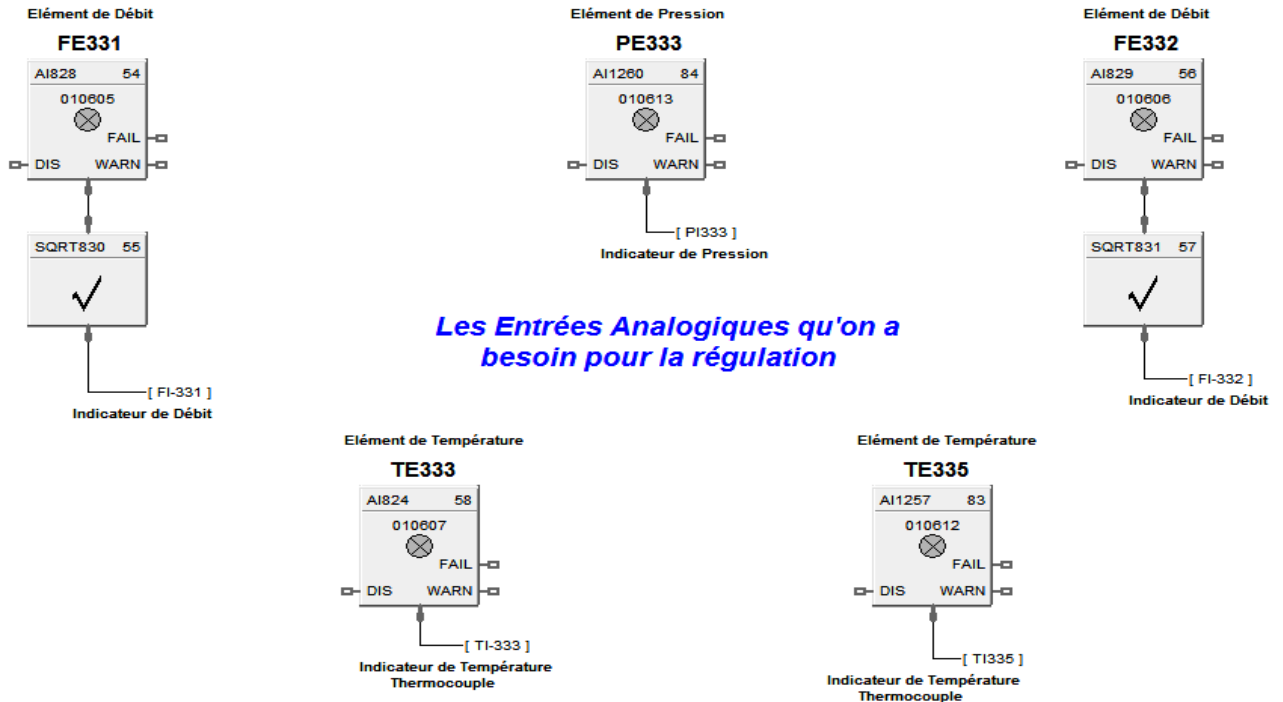 Elément de Débit
FE331
AI828 54
010605
FAIL
DIS WARN
SQRT830 55
[ FI-331 ]
Indicateur de Débit
Elément de Pression
PE333
AI1260 84
010613
FAIL
DIS WARN
[ PI333 ]
Indicateur de Pression
Elément de Débit
FE332
AI829 56
010606
FAIL
DIS WARN
SQRT831 57
[ FI-332 ]
Indicateur de Débit
Les Entrées Analogiques qu'on a
besoin pour la régulation
Elément de Température
TE333
AI824 58
010607
FAIL
DIS WARN
[ TI-333 ]
Indicateur de Température
Thermocouple
Elément de Température
TE335
AI1257 83
010612
FAIL
DIS WARN
[ TI335 ]
Indicateur de Température
Thermocouple